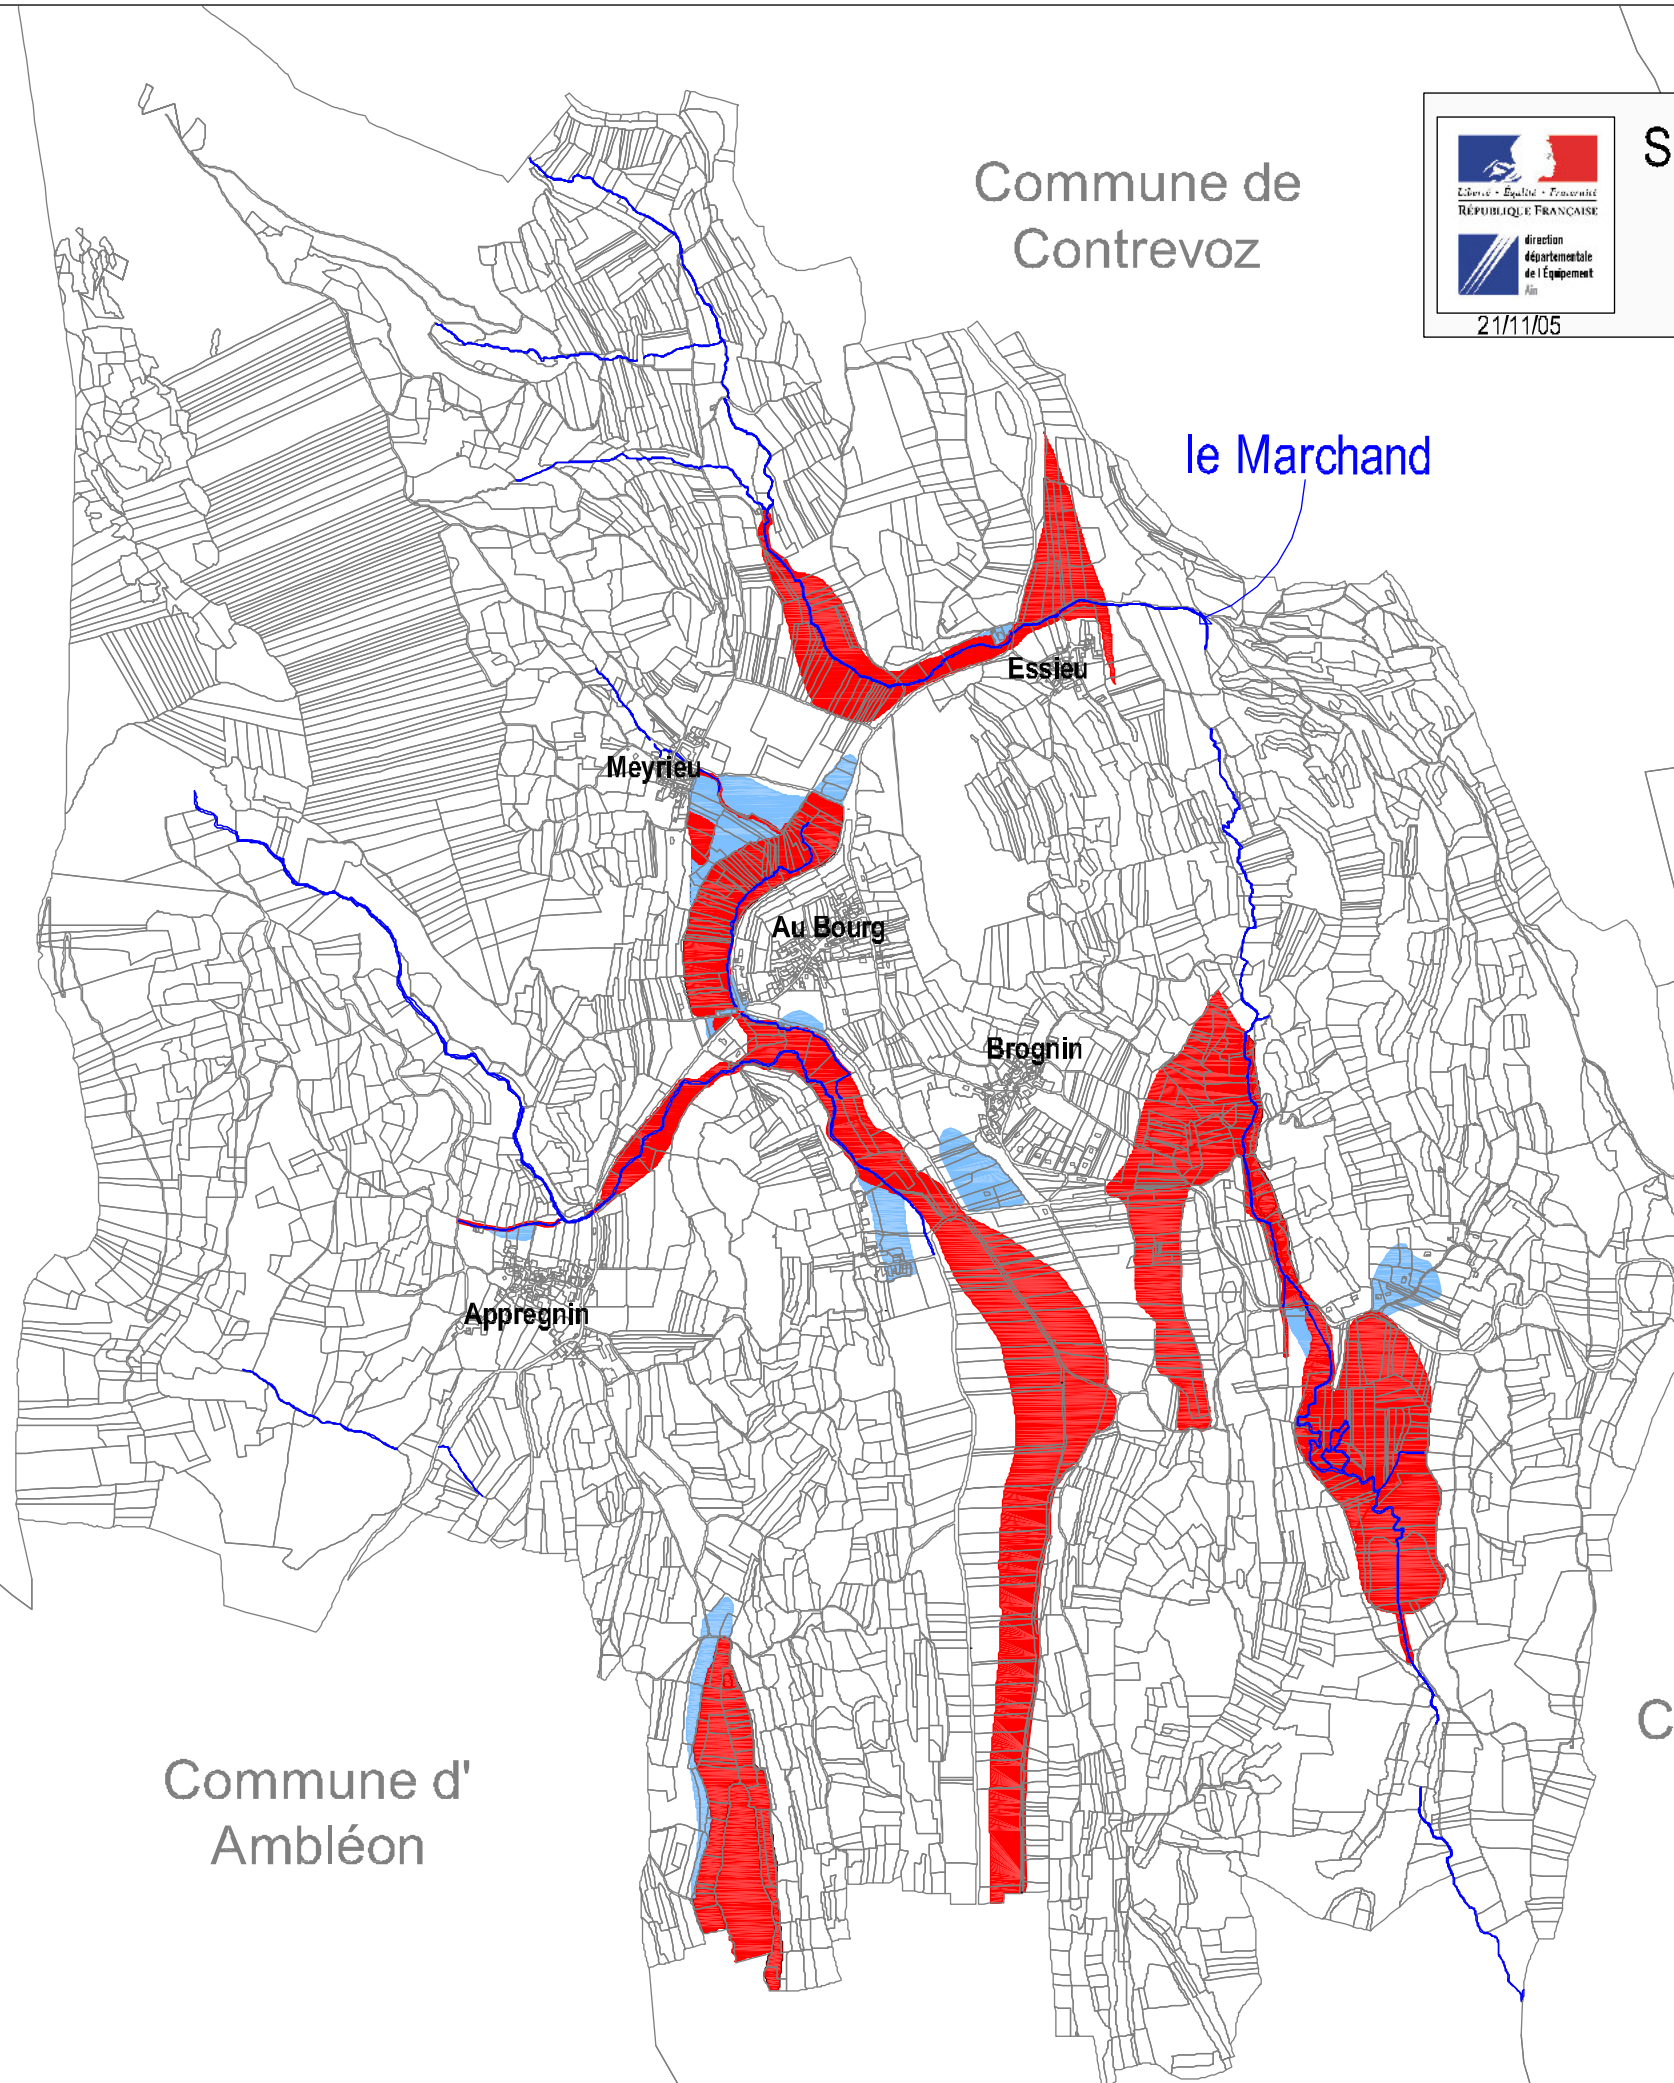 Commune de
Contrevoz
S
Liberté • Égalité • Fraternité
RÉPUBLIQUE FRANÇAISE
direction
départementale
de l'Équipement
Ain
21/11/05
le Marchand
Essieu
Meyrieu
Au Bourg
Brognin
Appregnin
C
Commune d'
Ambléon